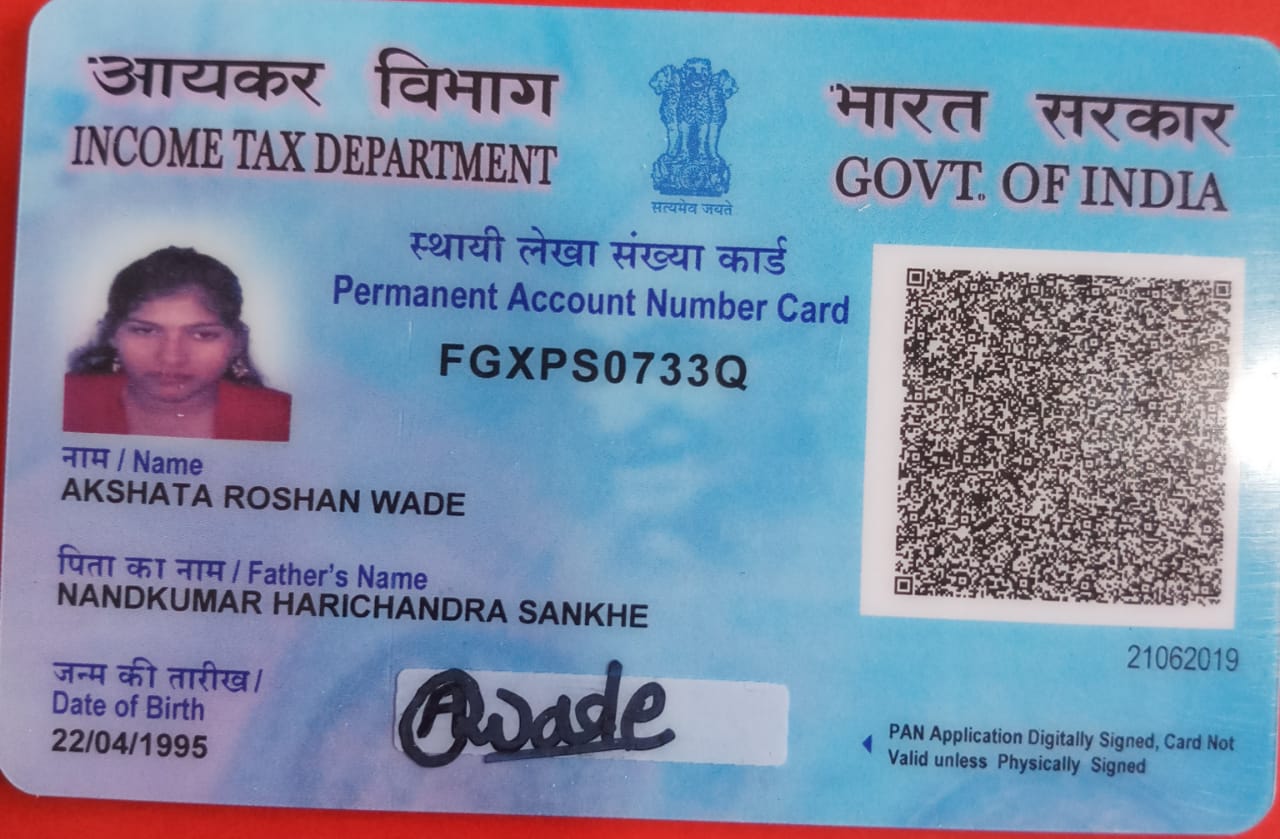 आयकर विभाग
INCOME TAX DEPARTMENT
सत्यमेव जयते
भारत सरकार
GOVT. OF INDIA
स्थायी लेखा संख्या कार्ड
Permanent Account Number Card
FGXPS0733Q
नाम / Name
AKSHATA ROSHAN WADE
पिता का नाम / Father's Name
NANDKUMAR HARICHANDRA SANKHE
जन्म की तारीख/
Date of Birth
22/04/1995
AWade
21062019
PAN Application Digitally Signed, Card Not
Valid unless Physically Signed